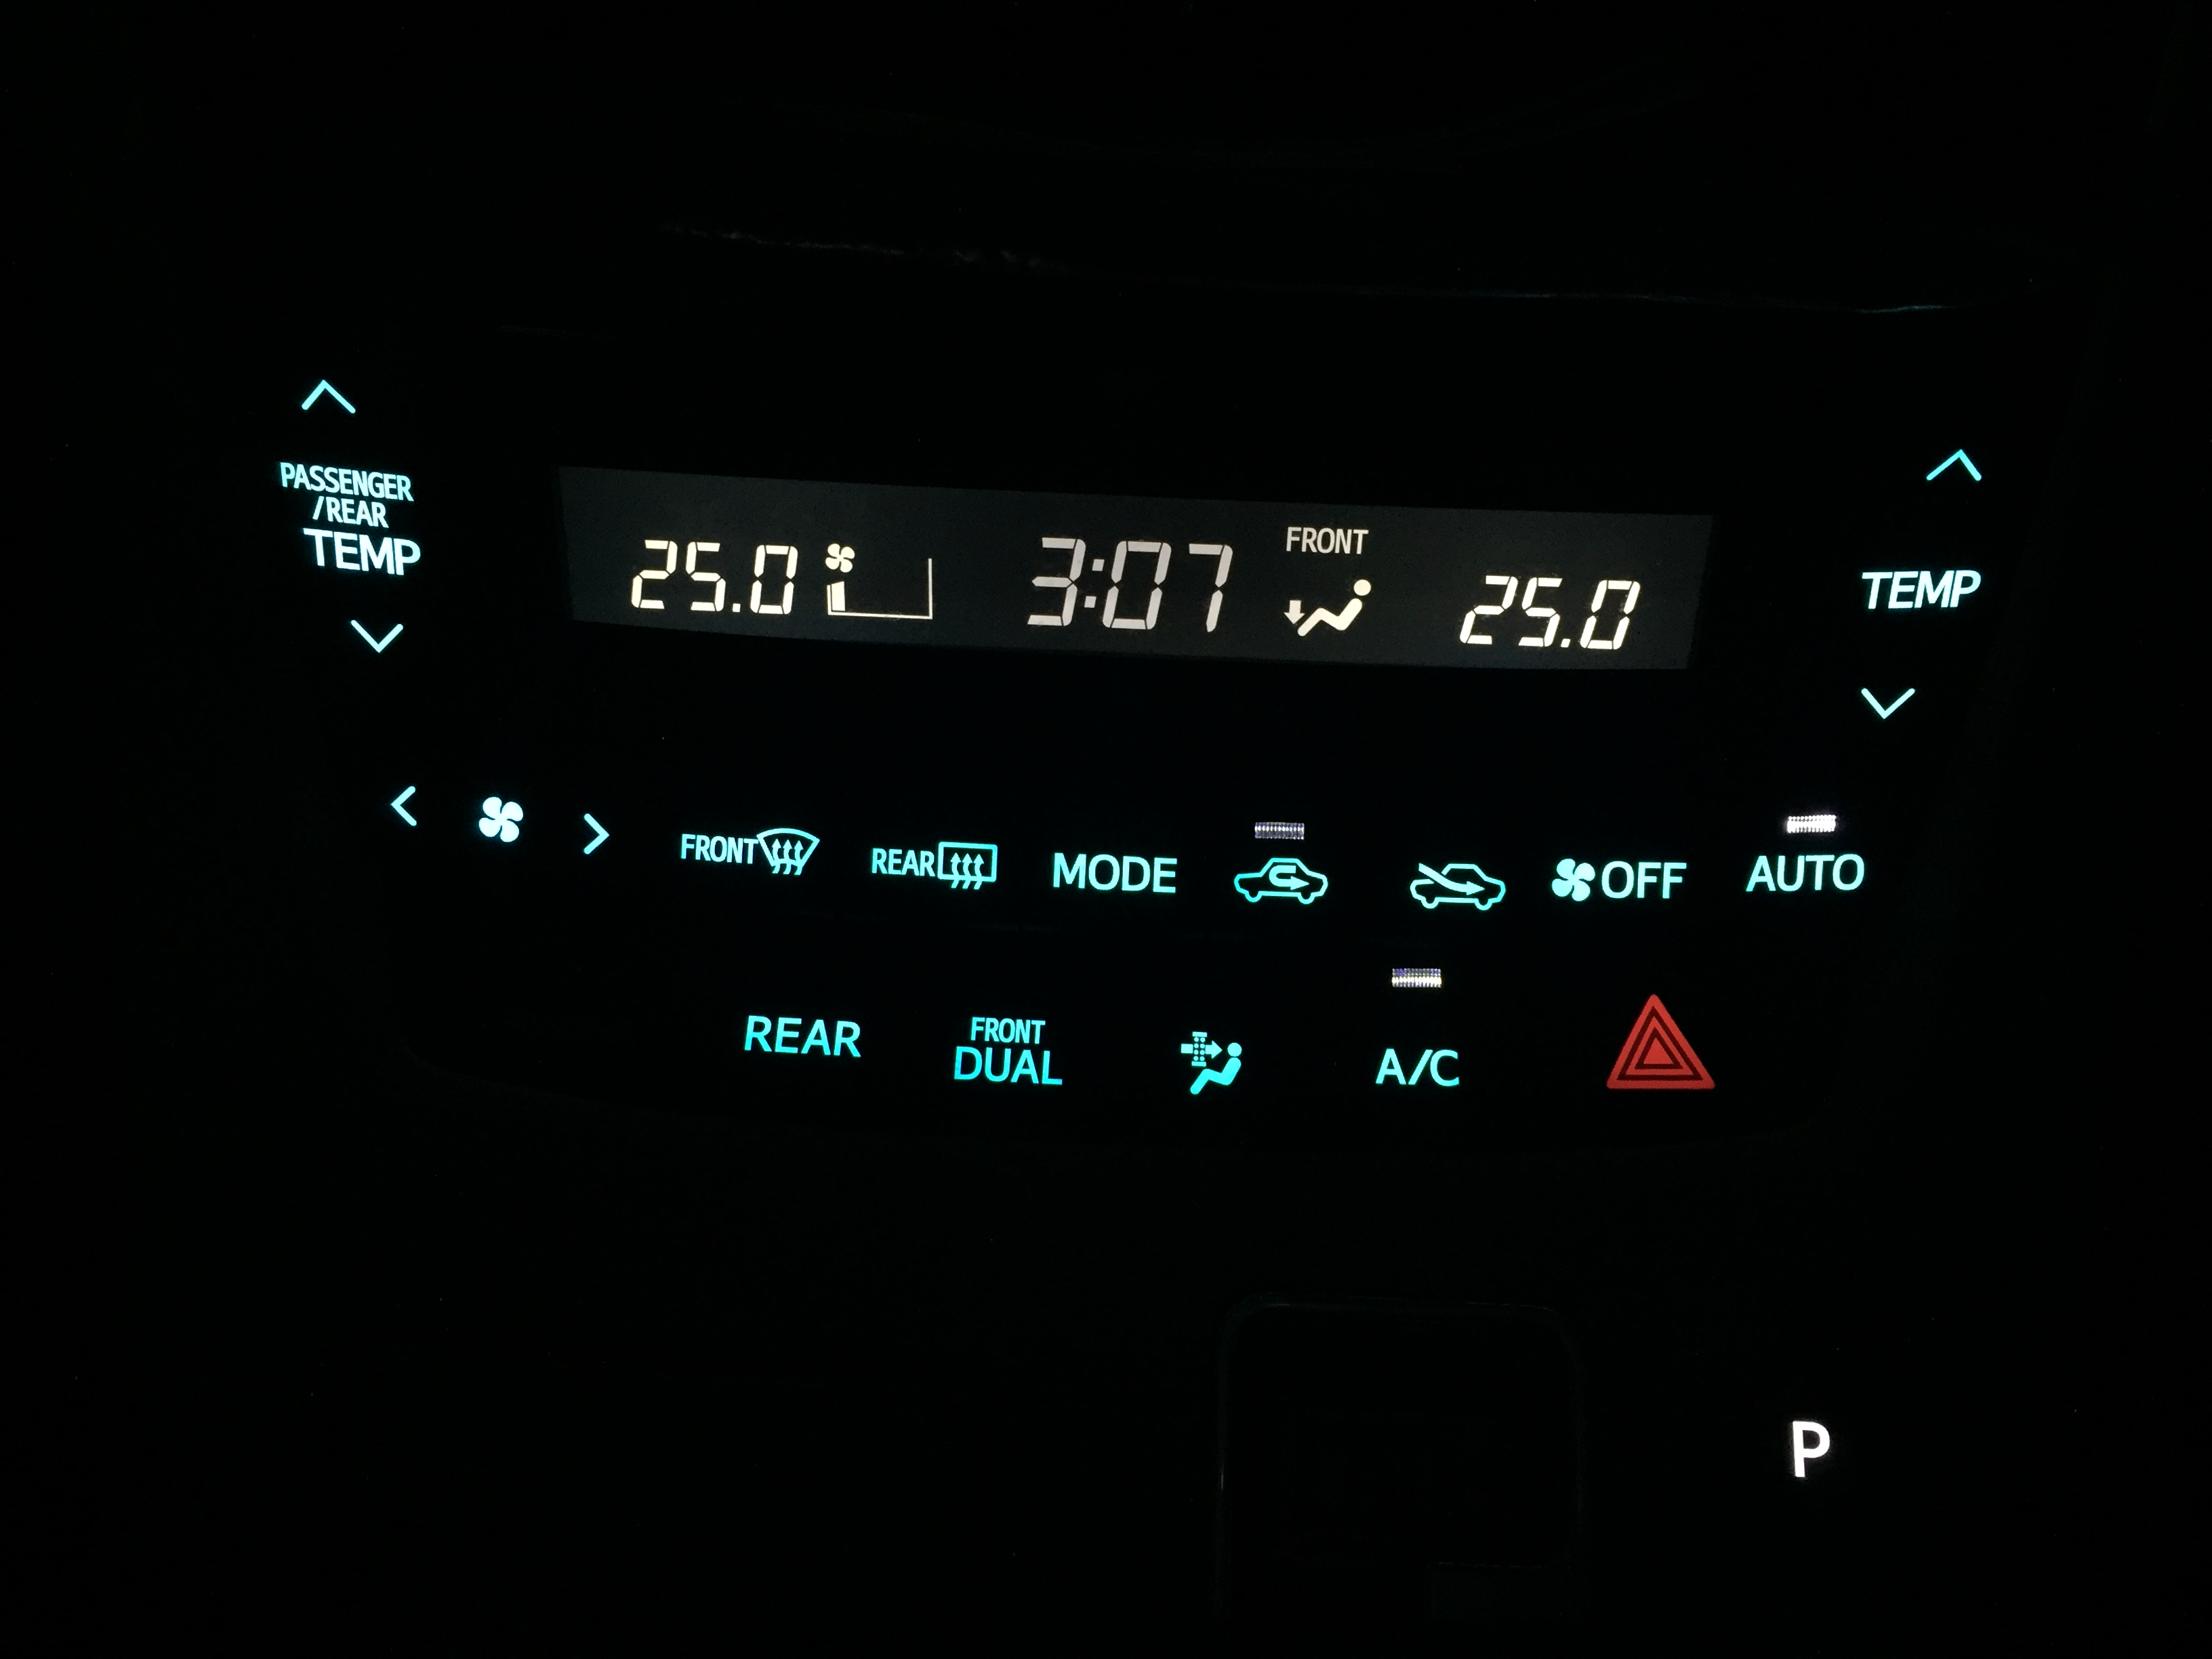 PASSENGER
/REAR
TEMP
25.0 3:07 FRONT 25.0
TEMP
FRONT REAR MODE OFF AUTO
REAR FRONT DUAL A/C
P